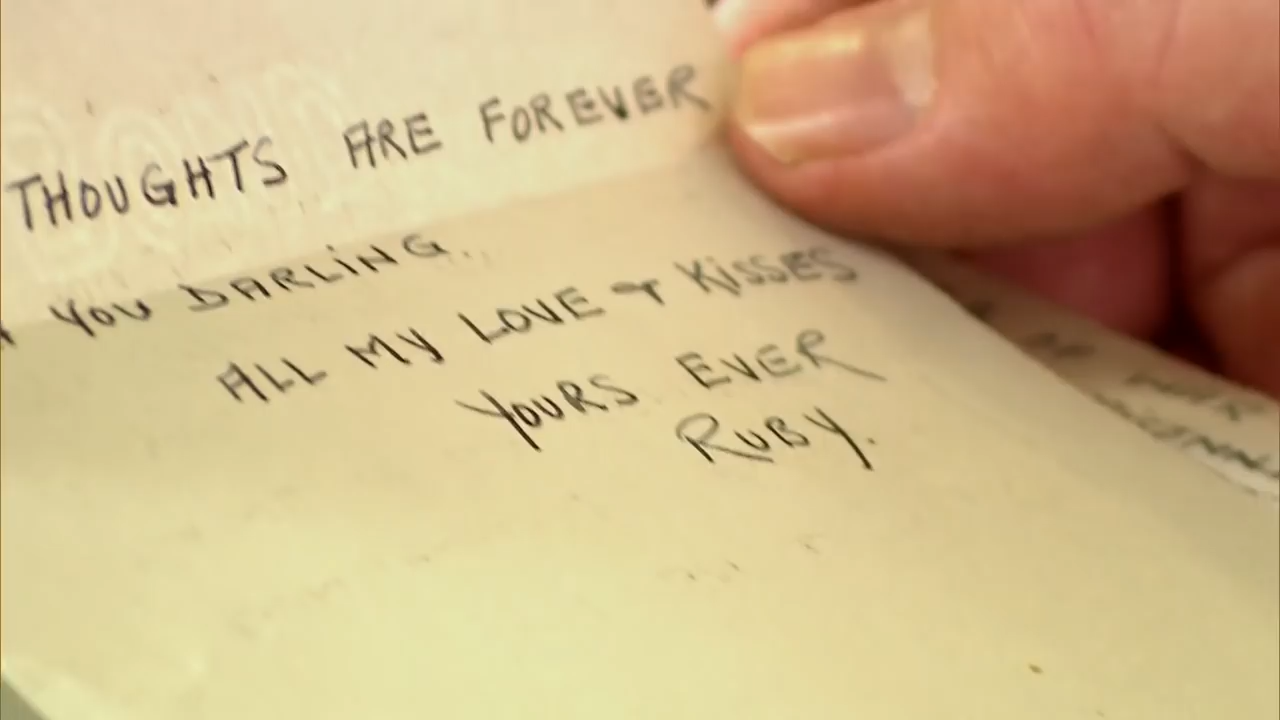 THOUGHTS ARE FOREVER
YOU DARLING.
ALL MY LOVE & KISSES
YOURS EVER
RUBY.